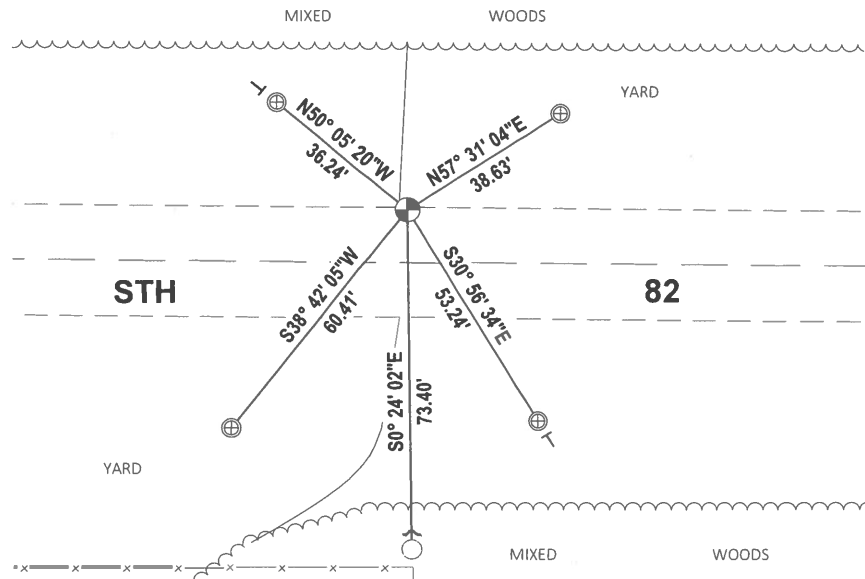 MIXED WOODS
YARD
N50° 05' 20"W
36.24'
N57° 31' 04"E
38.63'
S38° 42' 05"W
60.41'
S30° 56' 34"E
53.24'
STH 82
S0° 24' 02"E
73.40'
YARD
MIXED WOODS